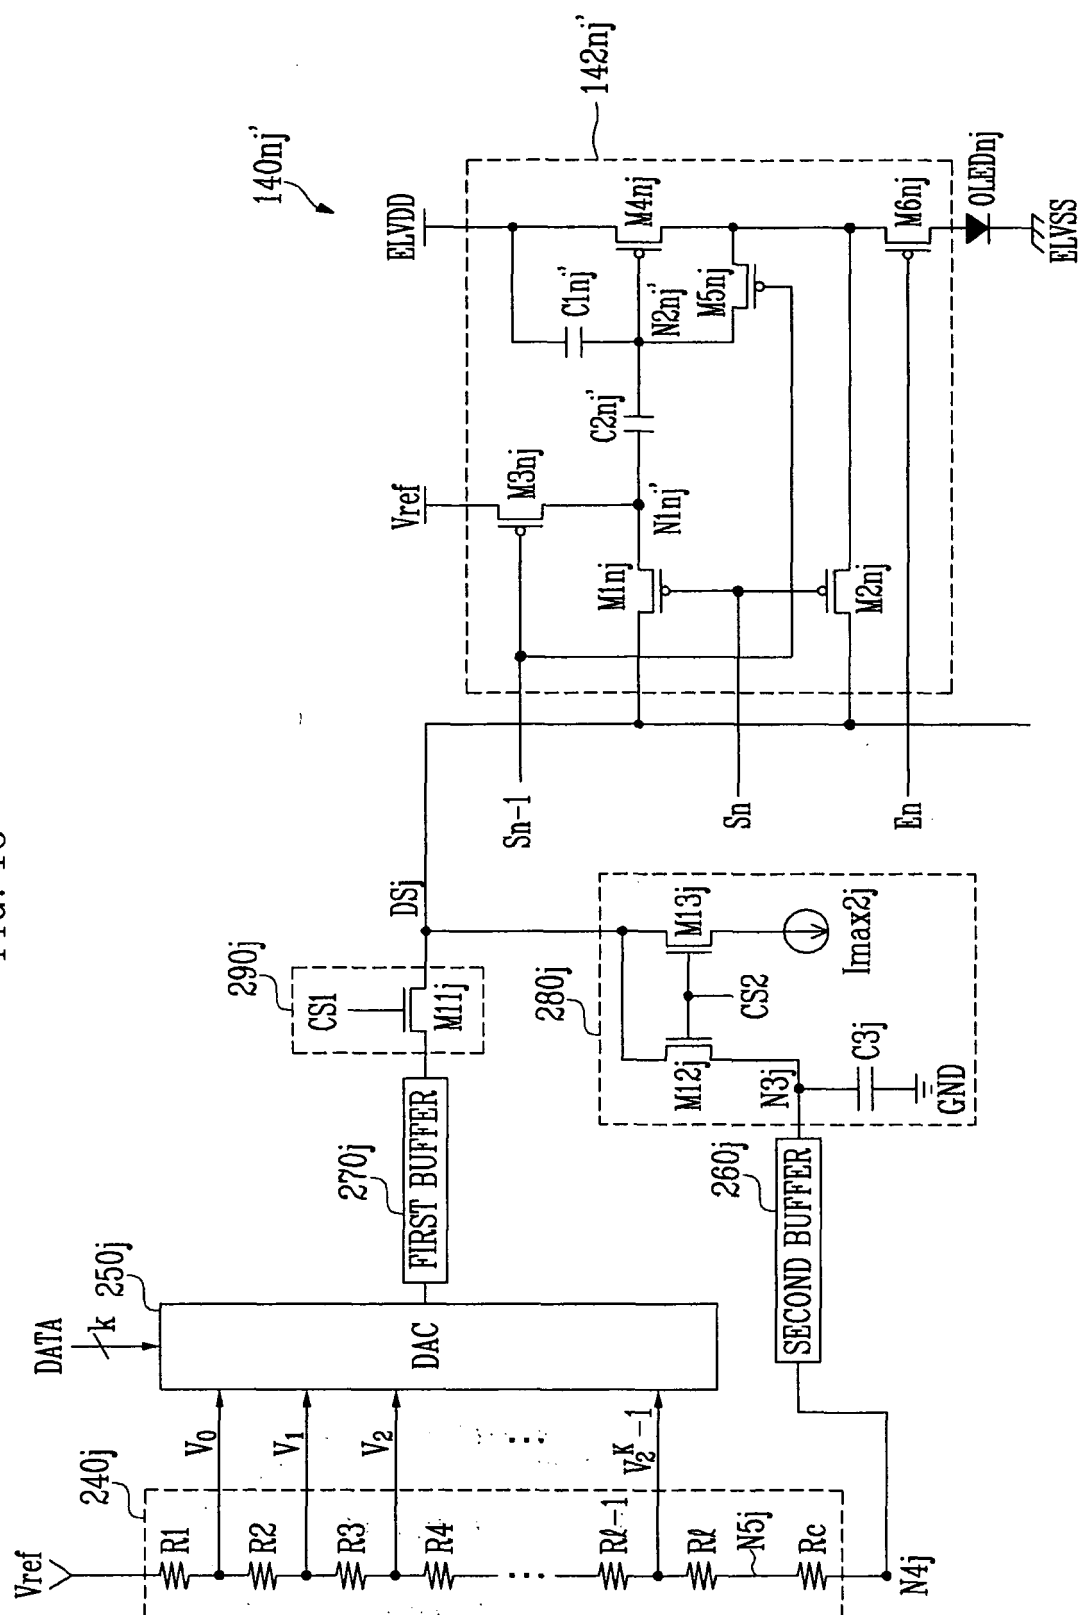 140nj'
142nj'
ELVDD
Vref
M4nj
C1nj'
N2nj'
M5nj
C2nj'
M3nj
N1nj'
M1nj
M2nj
M6nj
OLEDnj
ELVSS
Sn-1
Sn
En
DSj
290j
CS1
M11j
280j
M13j
Imax2j
CS2
M12j
N3j
C3j
GND
270j
FIRST BUFFER
260j
SECOND BUFFER
250j
DATA
k
DAC
V0
V1
V2
...
V2^K-1
240j
Vref
R1
R2
R3
R4
...
Rℓ-1
Rℓ
N5j
Rc
N4j